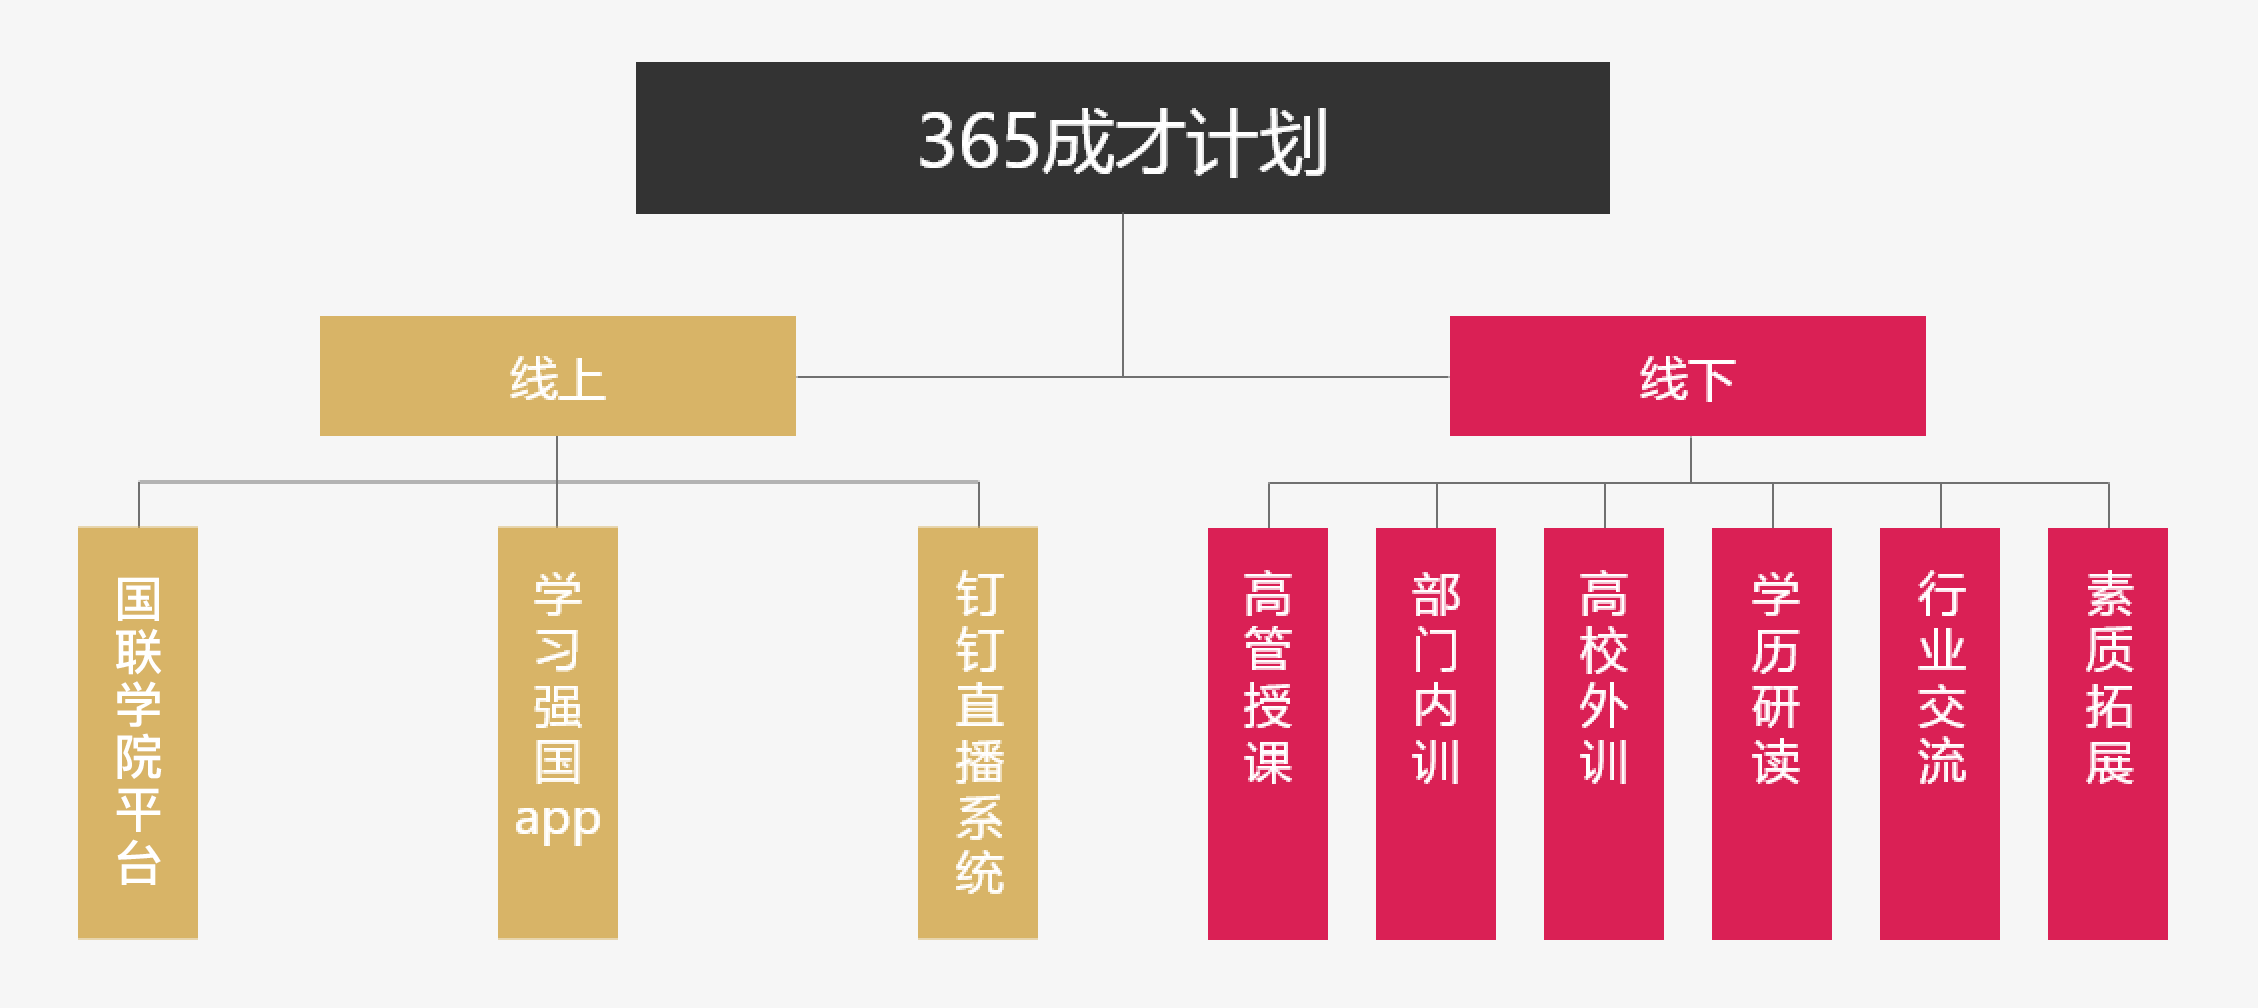 365成才计划
线上
线下
国联学院平台
学习强国app
钉钉直播系统
高管授课
部门内训
高校外训
学历研读
行业交流
素质拓展